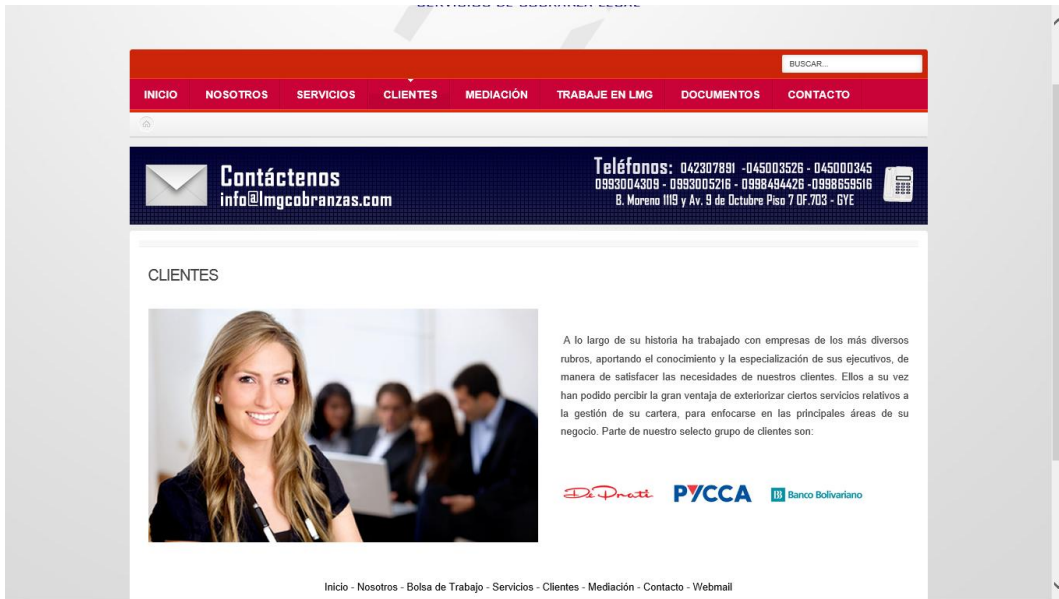 SERVICIOS DE COBRANZA LEGAL
BUSCAR...
INICIO NOSOTROS SERVICIOS CLIENTES MEDIACIÓN TRABAJE EN LMG DOCUMENTOS CONTACTO
Contáctenos
info@lmgcobranzas.com
Teléfonos: 042307891 -045003526 - 045000345
0993004309 - 0993005216 - 0998494426 -0998659516
B. Moreno 1119 y Av. 9 de Octubre Piso 7 OF.703 - GYE
CLIENTES
A lo largo de su historia ha trabajado con empresas de los más diversos
rubros, aportando el conocimiento y la especialización de sus ejecutivos, de
manera de satisfacer las necesidades de nuestros clientes. Ellos a su vez
han podido percibir la gran ventaja de exteriorizar ciertos servicios relativos a
la gestión de su cartera, para enfocarse en las principales áreas de su
negocio. Parte de nuestro selecto grupo de clientes son:
De Prati PYCCA Banco Bolivariano
Inicio - Nosotros - Bolsa de Trabajo - Servicios - Clientes - Mediación - Contacto - Webmail